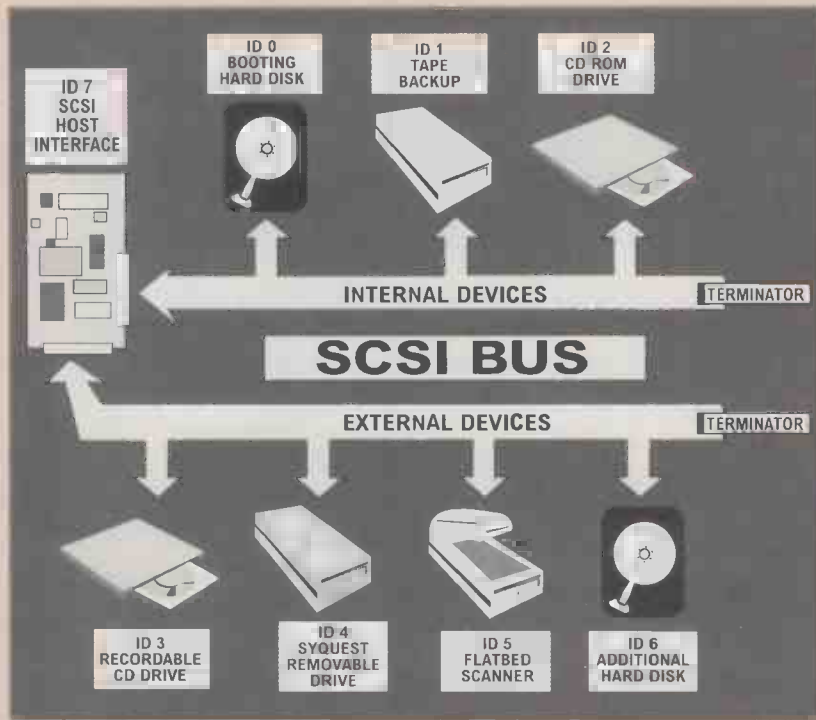 ID 7
SCSI
HOST
INTERFACE
ID 0
BOOTING
HARD DISK
ID 1
TAPE
BACKUP
ID 2
CD ROM
DRIVE
INTERNAL DEVICES
TERMINATOR
SCSI BUS
EXTERNAL DEVICES
TERMINATOR
ID 3
RECORDABLE
CD DRIVE
ID 4
SYQUEST
REMOVABLE
DRIVE
ID 5
FLATBED
SCANNER
ID 6
ADDITIONAL
HARD DISK